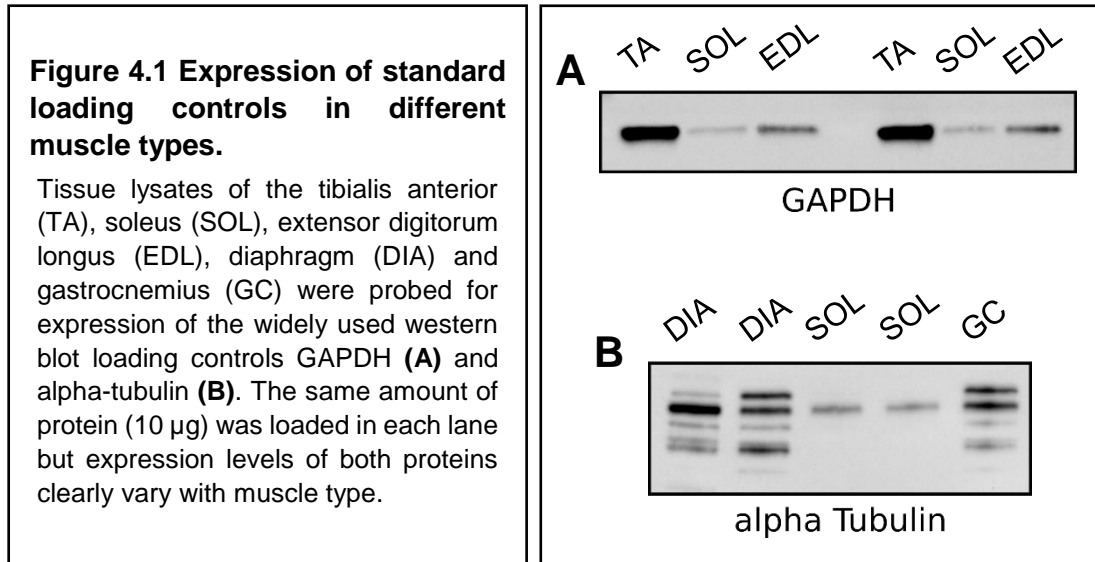 Figure 4.1 Expression of standard
loading controls in different
muscle types.
Tissue lysates of the tibialis anterior
(TA), soleus (SOL), extensor digitorum
longus (EDL), diaphragm (DIA) and
gastrocnemius (GC) were probed for
expression of the widely used western
blot loading controls GAPDH (A) and
alpha-tubulin (B). The same amount of
protein (10 µg) was loaded in each lane
but expression levels of both proteins
clearly vary with muscle type.
A
TA SOL EDL TA SOL EDL
GAPDH
B
DIA DIA SOL SOL GC
alpha Tubulin